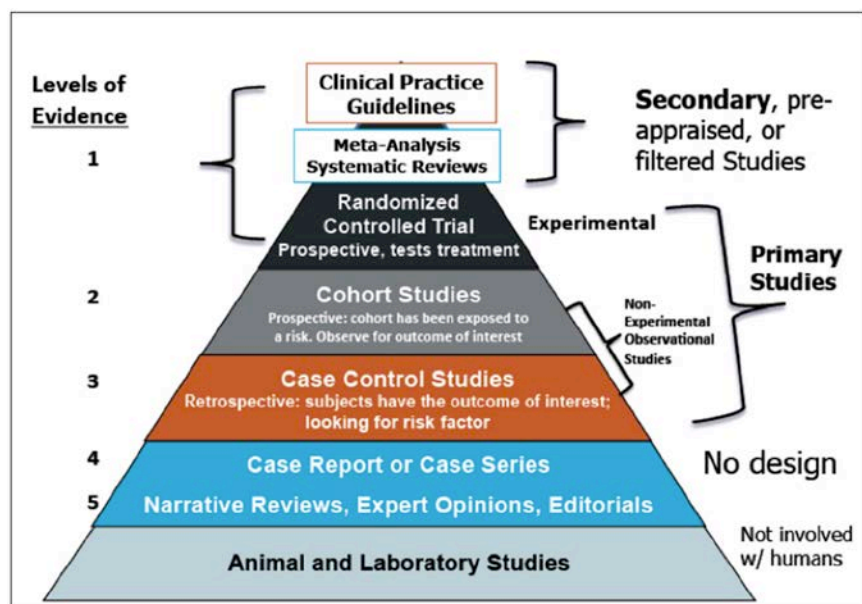 Levels of
Evidence
1
2
3
4
5
Clinical Practice
Guidelines
Meta-Analysis
Systematic Reviews
Randomized
Controlled Trial
Prospective, tests treatment
Cohort Studies
Prospective: cohort has been exposed to
a risk. Observe for outcome of interest
Case Control Studies
Retrospective: subjects have the outcome of interest;
looking for risk factor
Case Report or Case Series
Narrative Reviews, Expert Opinions, Editorials
Animal and Laboratory Studies
Secondary, pre-
appraised, or
filtered Studies
Experimental
Primary
Studies
Non-
Experimental
Observational
Studies
No design
Not involved
w/ humans